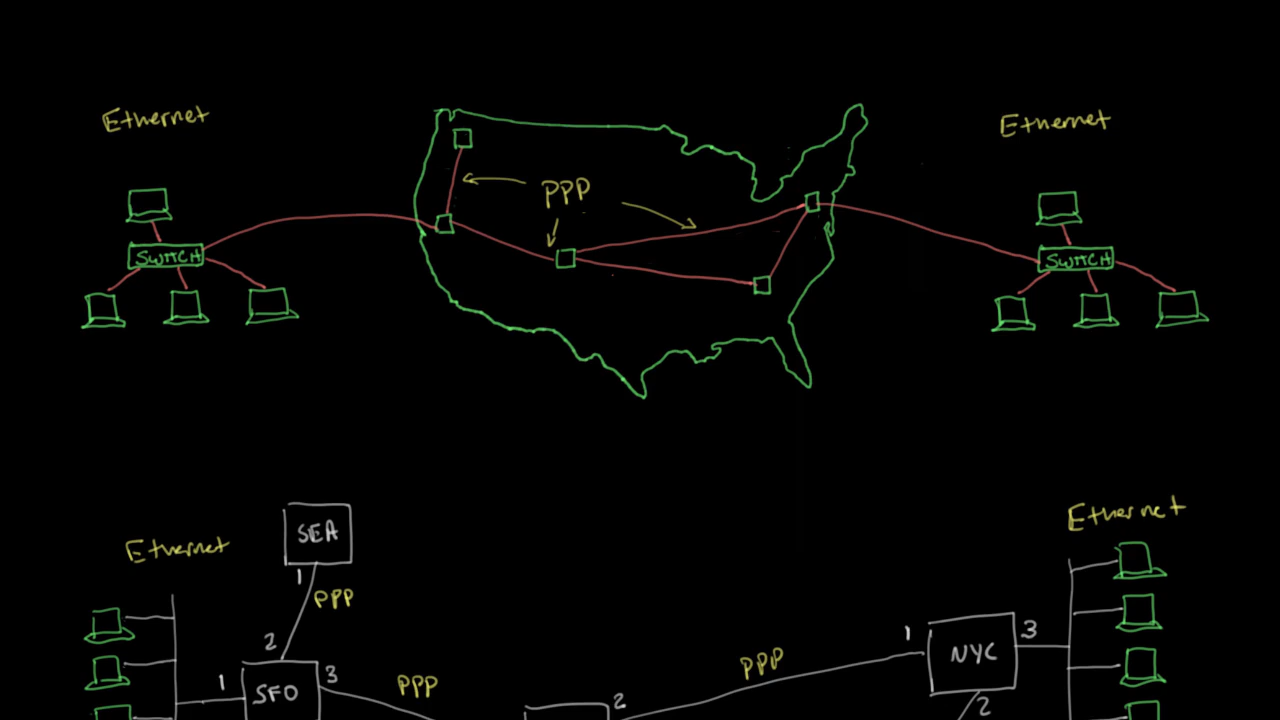 Ethernet
Ethernet
PPP
SWITCH
SWITCH
Ethernet
Ethernet
SEA
1
PPP
2
1
SFO
3
PPP
PPP
2
1
NYC
3
2